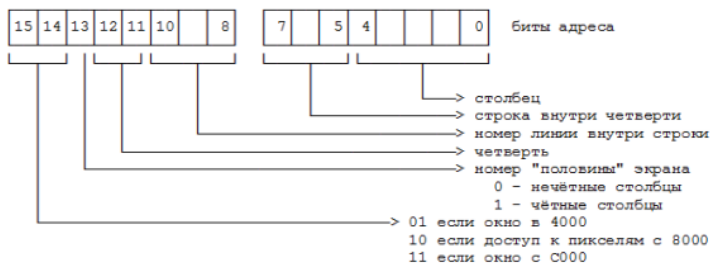 15 14 13 12 11 10 8 7 5 4 0 биты адреса
столбец
строка внутри четверти
номер линии внутри строки
четверть
номер "половины" экрана
0 - нечётные столбцы
1 - чётные столбцы
01 если окно в 4000
10 если доступ к пикселям с 8000
11 если окно с C000